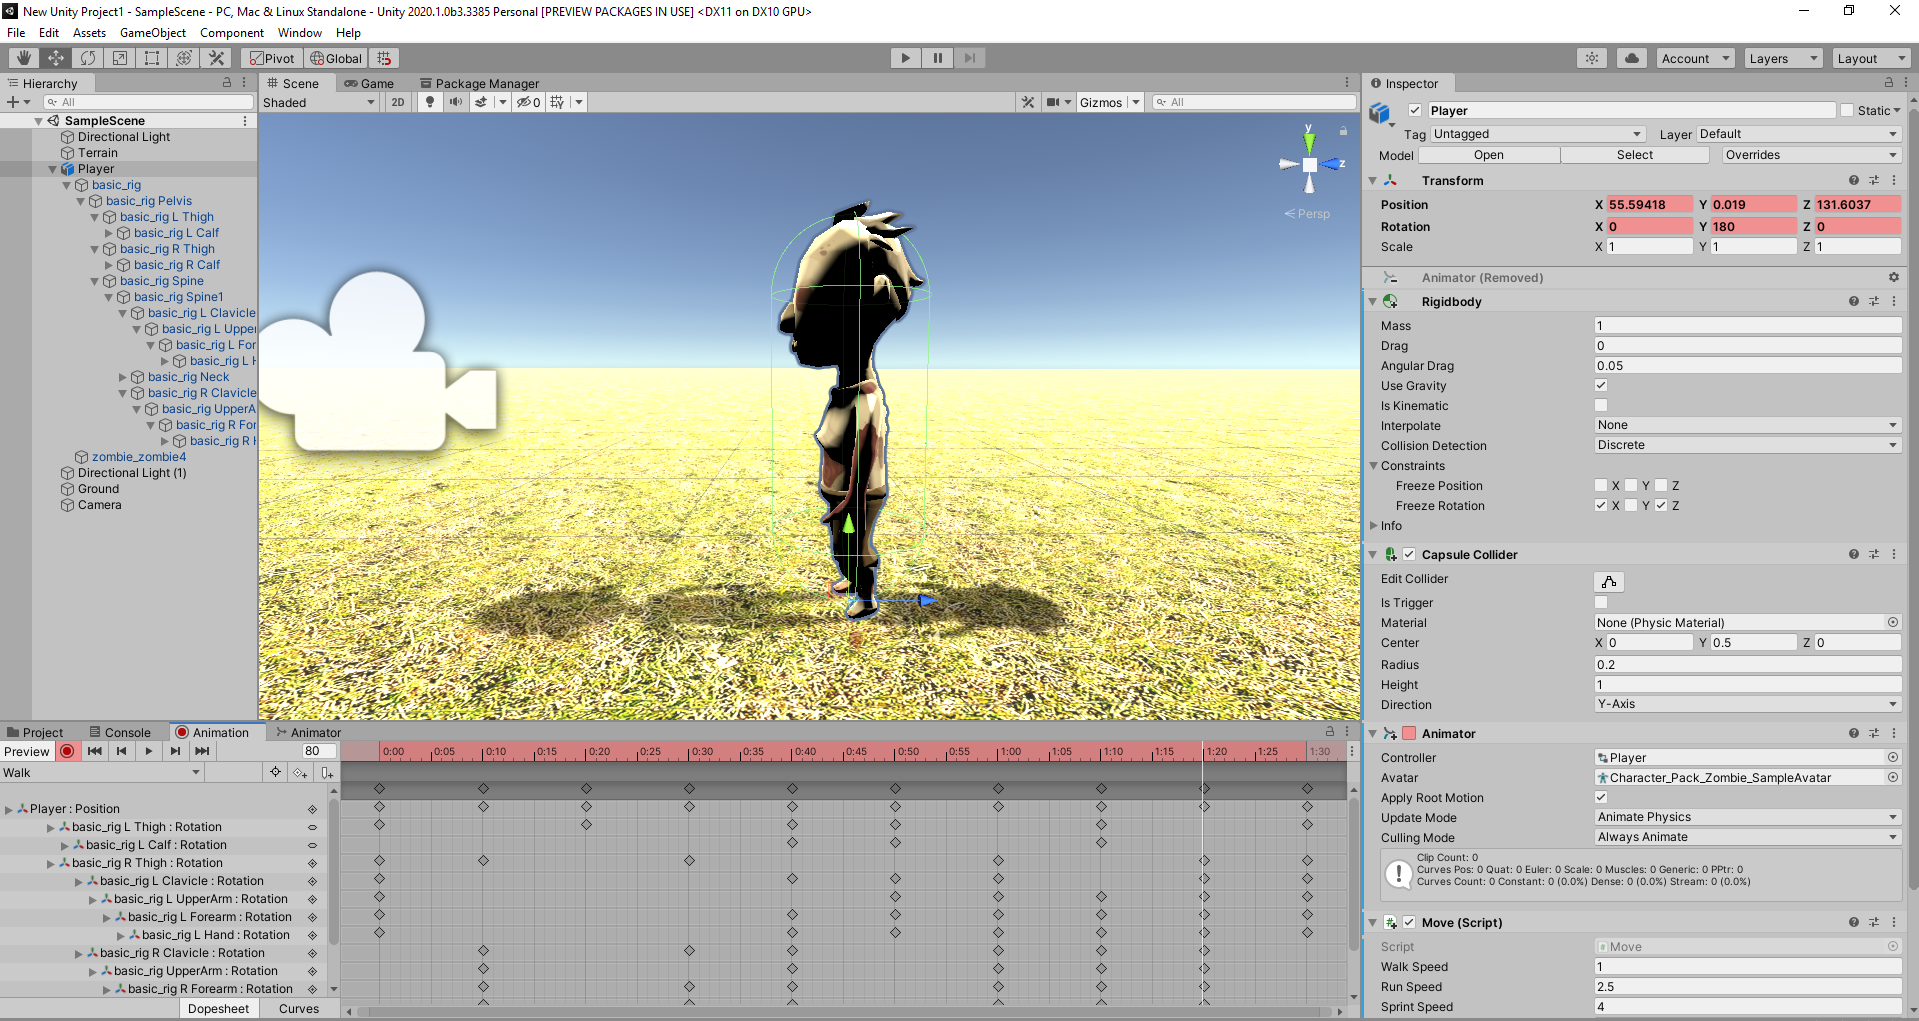 New Unity Project1 - SampleScene - PC, Mac & Linux Standalone - Unity 2020.1.0b3.3385 Personal [PREVIEW PACKAGES IN USE] <DX11 on DX10 GPU>
File Edit Assets GameObject Component Window Help
Pivot Global Account Layers Layout
Hierarchy
All
SampleScene
Directional Light
Terrain
Player
basic_rig
basic_rig Pelvis
basic_rig L Thigh
basic_rig L Calf
basic_rig R Thigh
basic_rig R Calf
basic_rig Spine
basic_rig Spine1
basic_rig L Clavicle
basic_rig L Upper
basic_rig L For
basic_rig L H
basic_rig Neck
basic_rig R Clavicle
basic_rig UpperA
basic_rig R For
basic_rig R H
zombie_zombie4
Directional Light (1)
Ground
Camera
Scene Game Package Manager
Shaded 2D 0 Gizmos All
y
z
Persp
Inspector
Player Static
Tag Untagged Layer Default
Model Open Select Overrides
Transform
Position X 55.59418 Y 0.019 Z 131.6037
Rotation X 0 Y 180 Z 0
Scale X 1 Y 1 Z 1
Animator (Removed)
Rigidbody
Mass 1
Drag 0
Angular Drag 0.05
Use Gravity
Is Kinematic
Interpolate None
Collision Detection Discrete
Constraints
Freeze Position X Y Z
Freeze Rotation X Y Z
Info
Capsule Collider
Edit Collider
Is Trigger
Material None (Physic Material)
Center X 0 Y 0.5 Z 0
Radius 0.2
Height 1
Direction Y-Axis
Animator
Controller Player
Avatar Character_Pack_Zombie_SampleAvatar
Apply Root Motion
Update Mode Animate Physics
Culling Mode Always Animate
Clip Count: 0
Curves Pos: 0 Quat: 0 Euler: 0 Scale: 0 Muscles: 0 Generic: 0 PPtr: 0
Curves Count: 0 Constant: 0 (0.0%) Dense: 0 (0.0%) Stream: 0 (0.0%)
Move (Script)
Script Move
Walk Speed 1
Run Speed 2.5
Sprint Speed 4
Project Console Animation Animator
Preview 80 0:00 0:05 0:10 0:15 0:20 0:25 0:30 0:35 0:40 0:45 0:50 0:55 1:00 1:05 1:10 1:15 1:20 1:25 1:30
Walk
Player : Position
basic_rig L Thigh : Rotation
basic_rig L Calf : Rotation
basic_rig R Thigh : Rotation
basic_rig L Clavicle : Rotation
basic_rig L UpperArm : Rotation
basic_rig L Forearm : Rotation
basic_rig L Hand : Rotation
basic_rig R Clavicle : Rotation
basic_rig UpperArm : Rotation
basic_rig R Forearm : Rotation
Dopesheet Curves